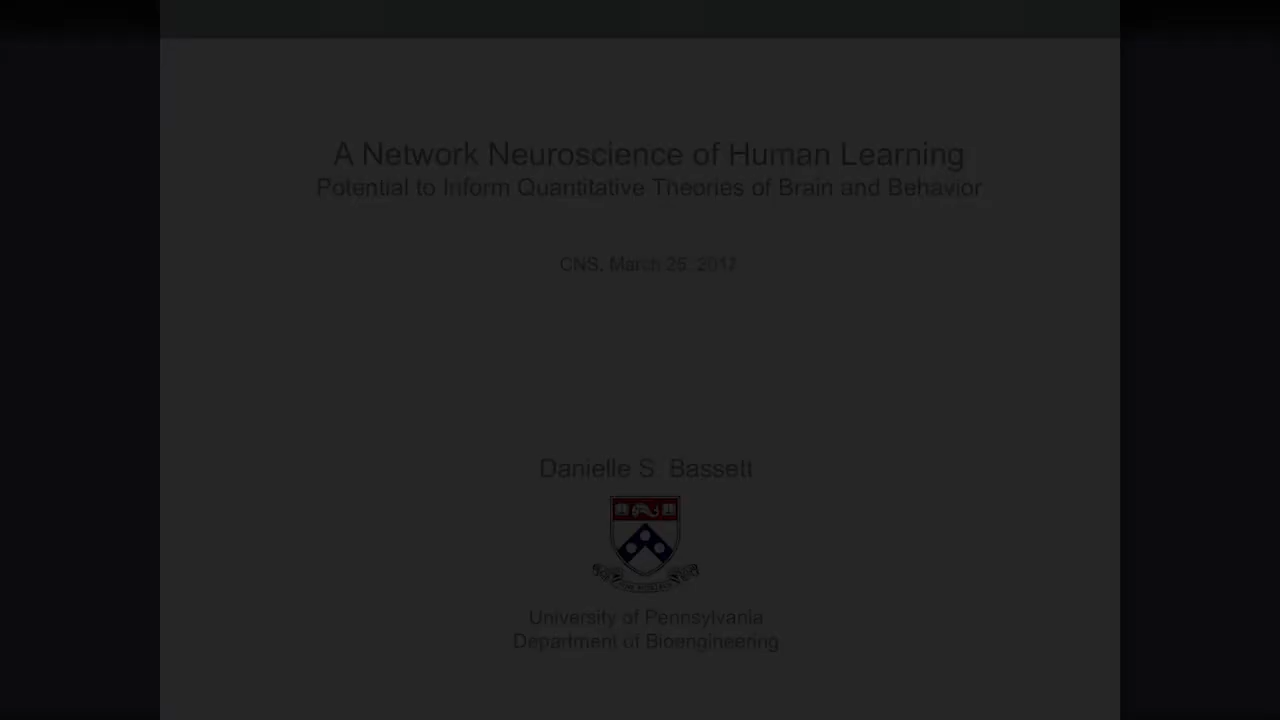 A Network Neuroscience of Human Learning
Potential to Inform Quantitative Theories of Brain and Behavior
CNS, March 25, 2017
Danielle S. Bassett
University of Pennsylvania
Department of Bioengineering